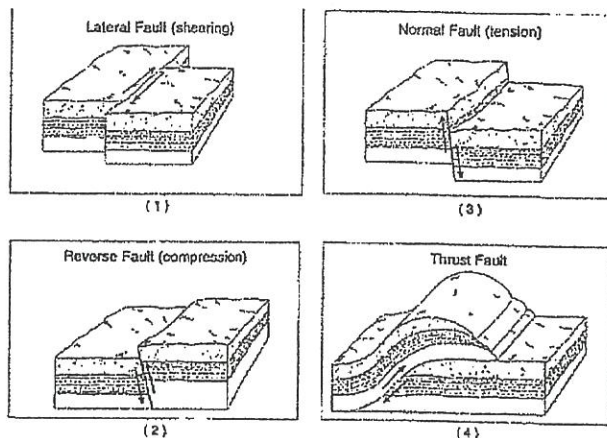 Lateral Fault (shearing)
(1)
Normal Fault (tension)
(3)
Reverse Fault (compression)
(2)
Thrust Fault
(4)